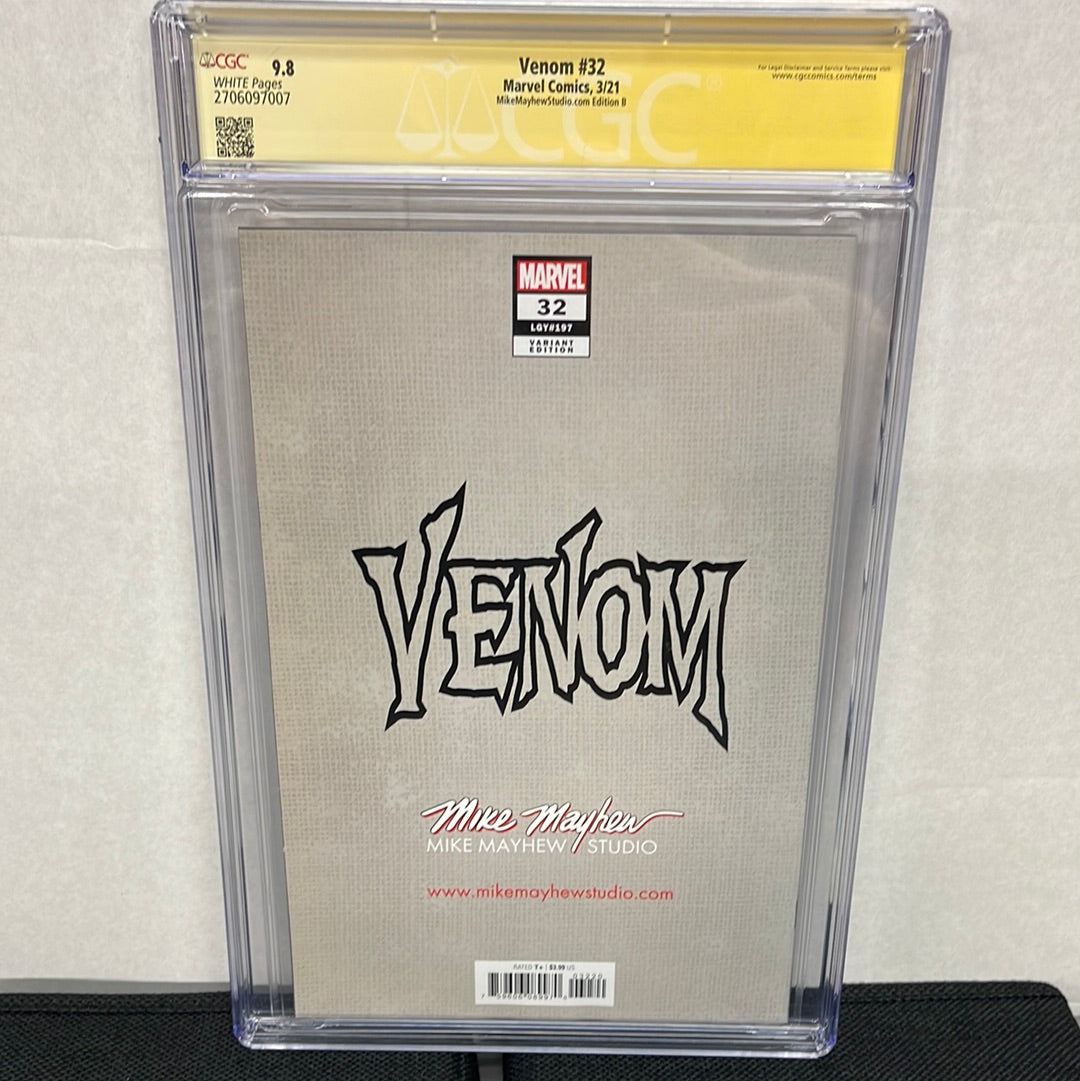 CGC 9.8
WHITE Pages
2706097007
Venom #32
Marvel Comics, 3/21
MikeMayhewStudio.com Edition B
For Legal Disclaimer and Service Terms please visit:
www.cgccomics.com/terms
CGC
MARVEL
32
LGY#197
VARIANT
EDITION
VENOM
Mike Mayhew
MIKE MAYHEW STUDIO
www.mikemayhewstudio.com
RATED T+ | $3.99 US
03220